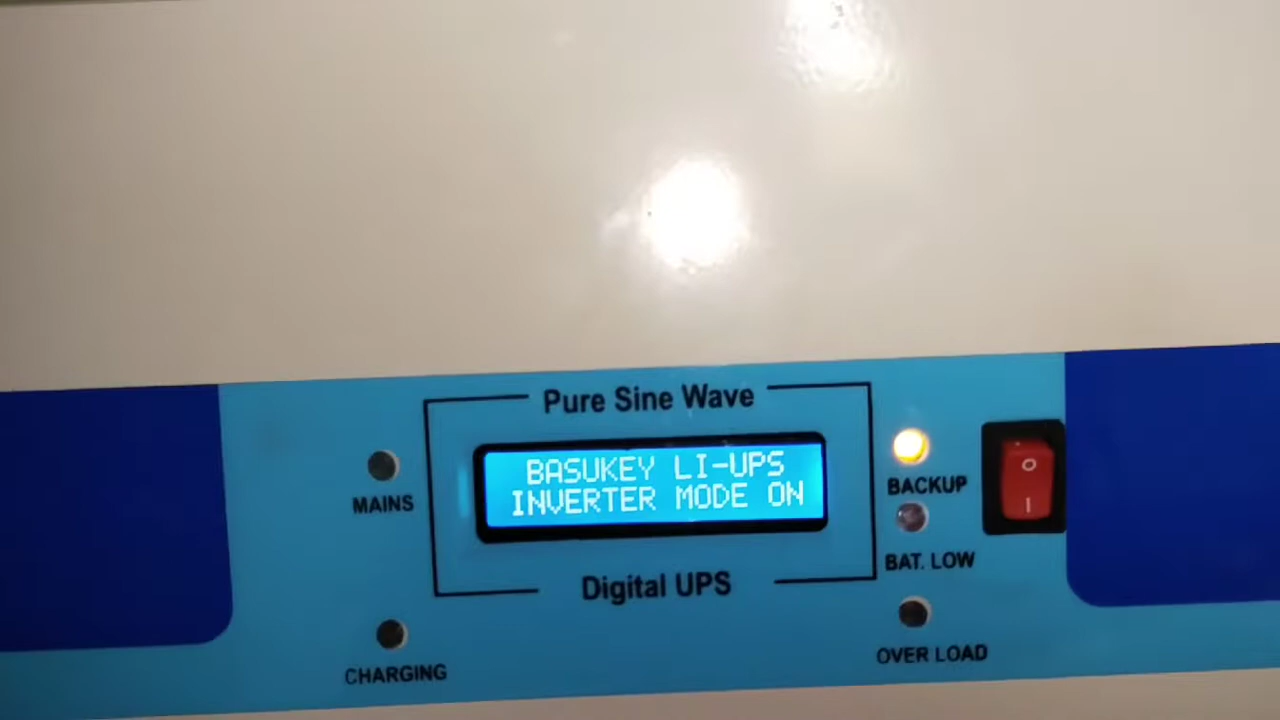 Pure Sine Wave
BASUKEY LI-UPS
INVERTER MODE ON
Digital UPS
MAINS
CHARGING
BACKUP
BAT. LOW
OVER LOAD
O
I